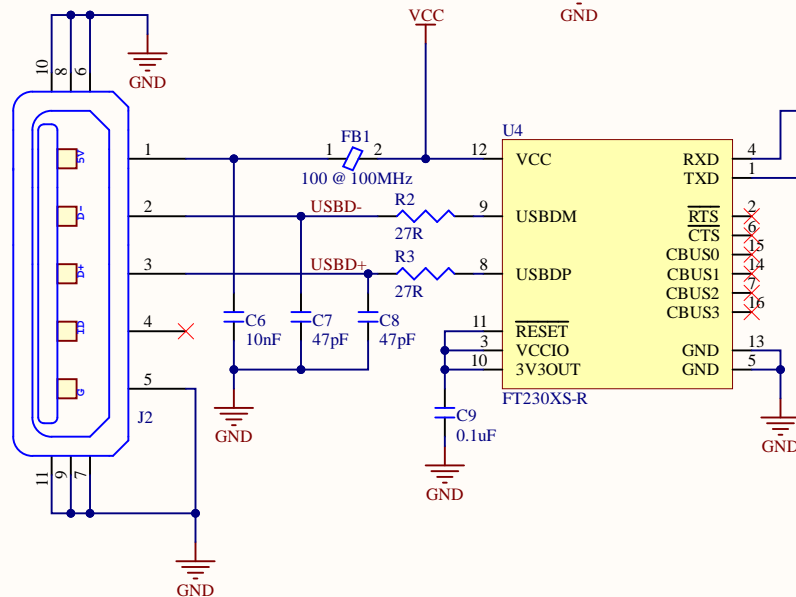 VCC
GND
10
8
6
GND
U4
FB1
1
1
2
12
VCC
RXD
4
5V
100 @ 100MHz
TXD
1
R2
2
USBD-
9
USBDM
RTS
2
D-
27R
CTS
6
R3
CBUS0
15
3
USBD+
8
USBDP
CBUS1
14
D+
27R
CBUS2
7
CBUS3
16
C6
C7
C8
4
11
RESET
ID
10nF
47pF
47pF
3
VCCIO
GND
13
5
10
3V3OUT
GND
5
G
FT230XS-R
J2
C9
GND
0.1uF
GND
11
9
7
GND
GND